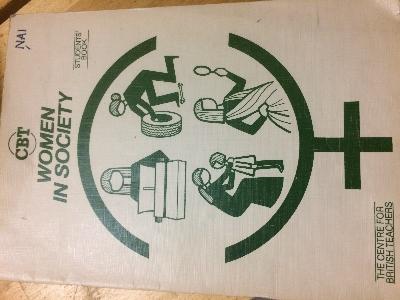 NAI
CBT
WOMEN
IN SOCIETY
STUDENTS'
BOOK
THE CENTRE FOR
BRITISH TEACHERS